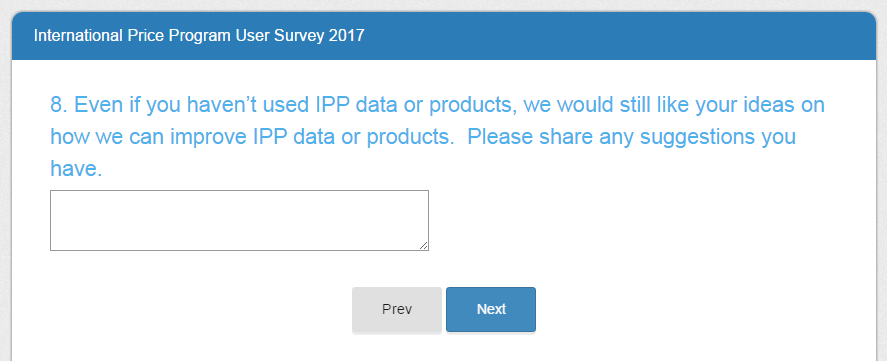 International Price Program User Survey 2017
8. Even if you haven’t used IPP data or products, we would still like your ideas on
how we can improve IPP data or products.  Please share any suggestions you
have.
Prev
Next